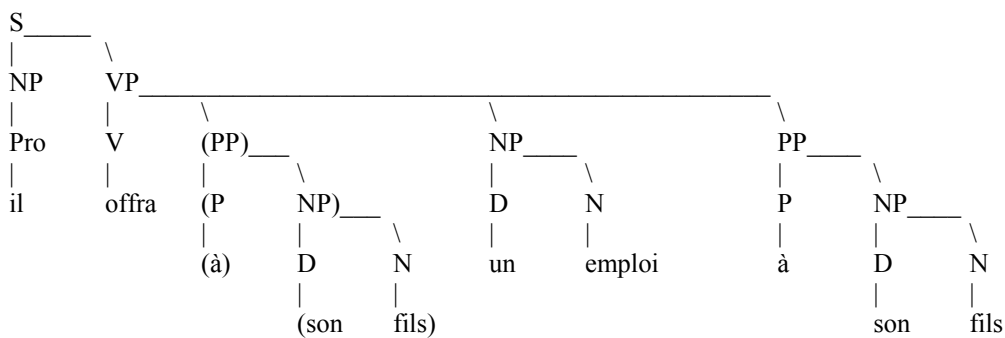 S
NP VP
Pro V (PP) NP PP
il offra (P NP) D N P NP
(à) D N un emploi à D N
(son fils) son fils